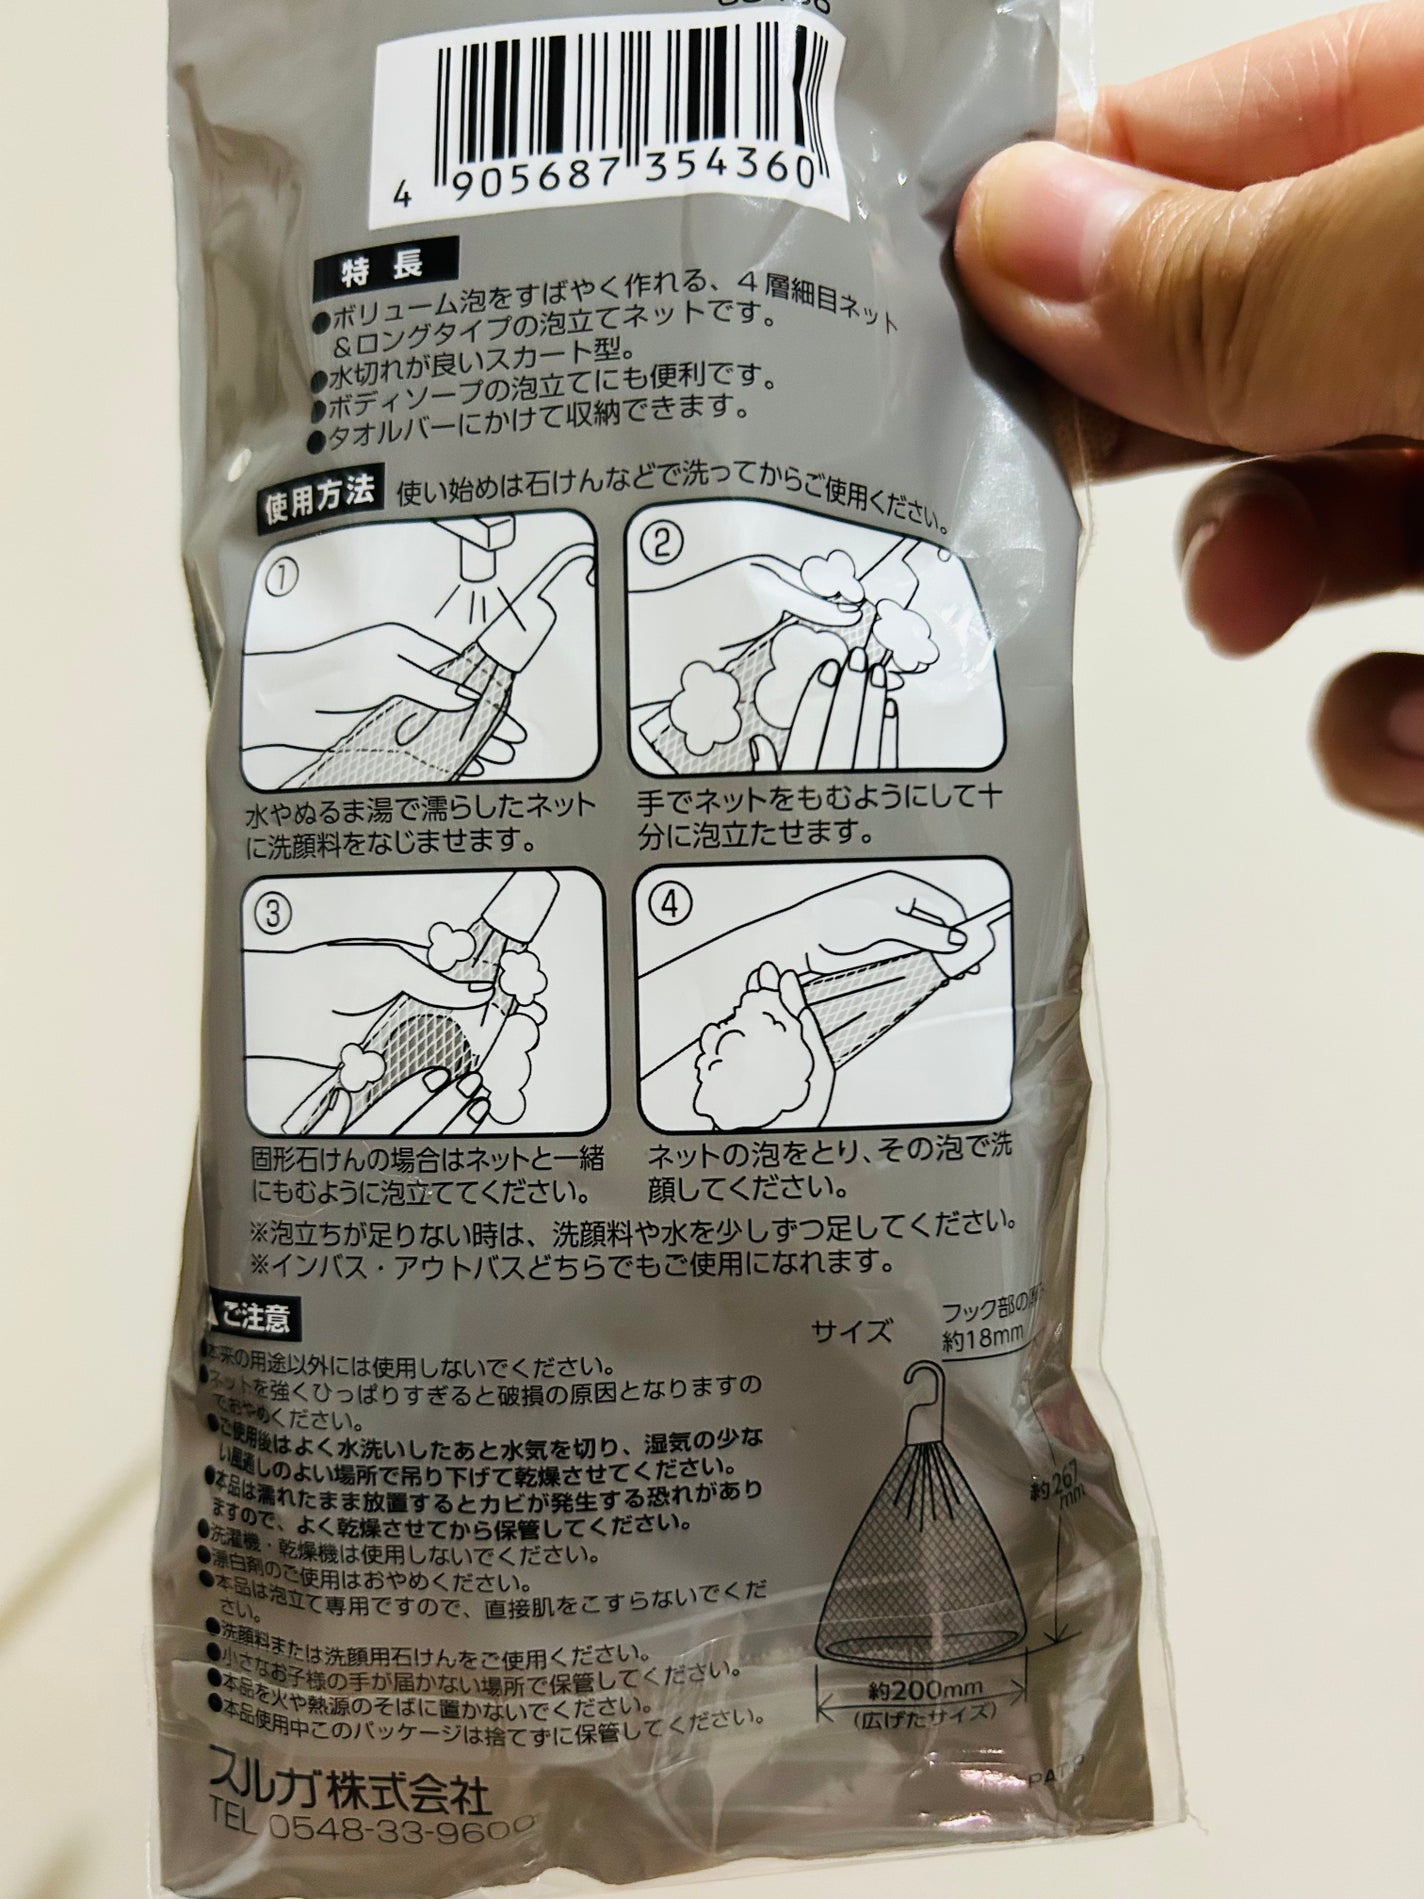 4 905687 354360
特 長
●ボリューム泡をすばやく作れる、4層細目ネット
&ロングタイプの泡立てネットです。
●水切れが良いスカート型。
●ボディソープの泡立てにも便利です。
●タオルバーにかけて収納できます。
使用方法 使い始めは石けんなどで洗ってからご使用ください。
①
②
水やぬるま湯で濡らしたネット
に洗顔料をなじませます。
手でネットをもむようにして十
分に泡立たせます。
③
④
固形石けんの場合はネットと一緒
にもむように泡立ててください。
ネットの泡をとり、その泡で洗
顔してください。
※泡立ちが足りない時は、洗顔料や水を少しずつ足してください。
※インバス・アウトバスどちらでもご使用になれます。
ご注意
●本来の用途以外には使用しないでください。
●ネットを強くひっぱりすぎると破損の原因となりますの
でおやめください。
●ご使用後はよく水洗いしたあと水気を切り、湿気の少な
い風通しのよい場所で吊り下げて乾燥させてください。
●本品は濡れたまま放置するとカビが発生する恐れがあり
ますので、よく乾燥させてから保管してください。
●洗濯機・乾燥機は使用しないでください。
●漂白剤のご使用はおやめください。
●本品は泡立て専用ですので、直接肌をこすらないでくだ
さい。
●洗顔料または洗顔用石けんをご使用ください。
●小さなお子様の手が届かない場所で保管してください。
●本品を火や熱源のそばに置かないでください。
●本品使用中このパッケージは捨てずに保管してください。
サイズ
フック部の
約18mm
約267
mm
約200mm
(広げたサイズ)
スルガ株式会社
TEL 0548-33-9600